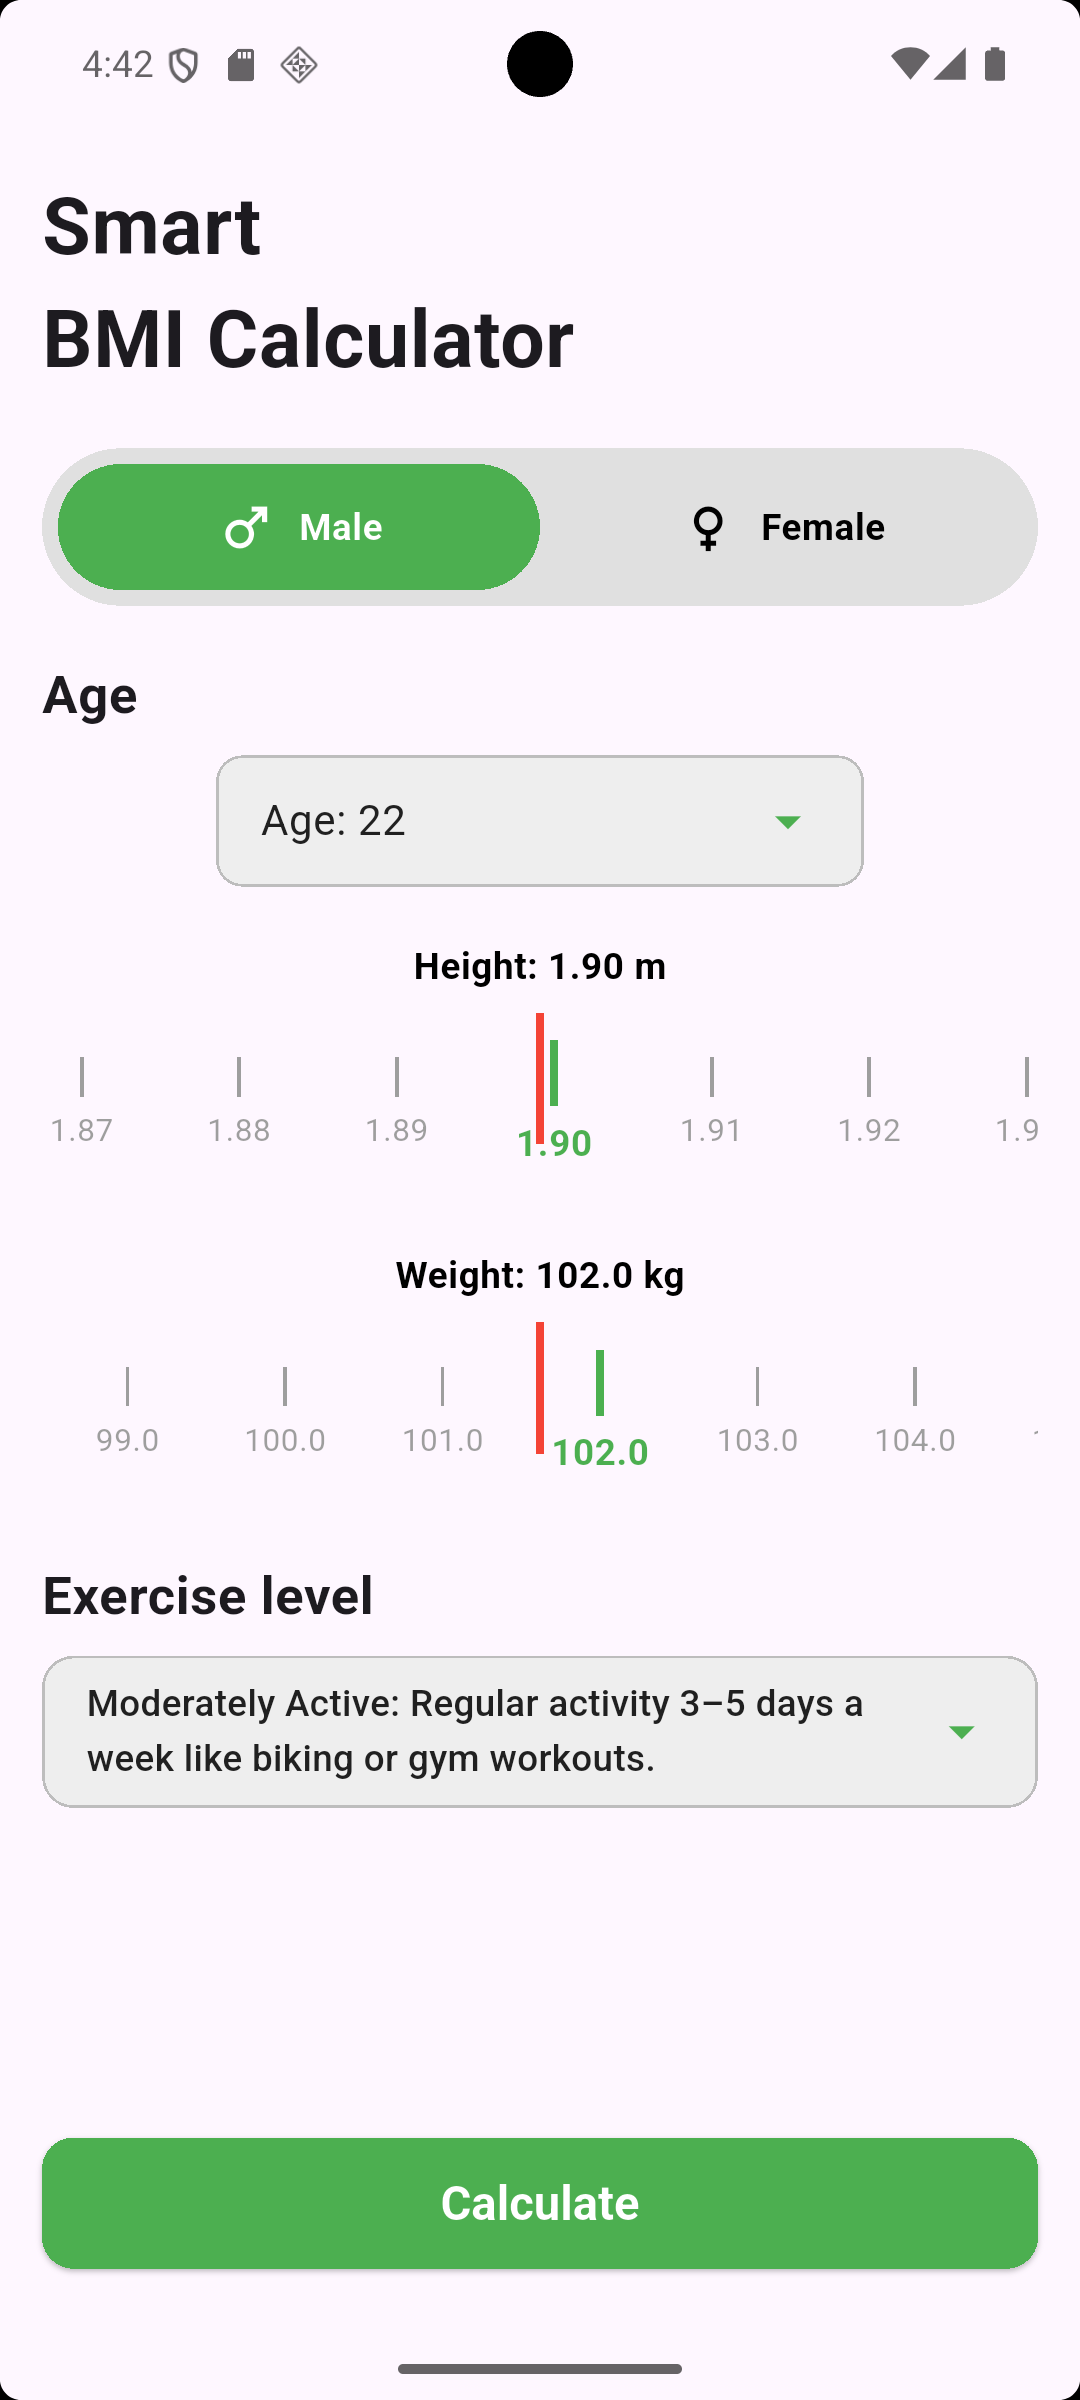 4:42
Smart
BMI Calculator
Male
Female
Age
Age: 22
Height: 1.90 m
1.87 1.88 1.89 1.90 1.91 1.92 1.9
Weight: 102.0 kg
99.0 100.0 101.0 102.0 103.0 104.0
Exercise level
Moderately Active: Regular activity 3–5 days a
week like biking or gym workouts.
Calculate